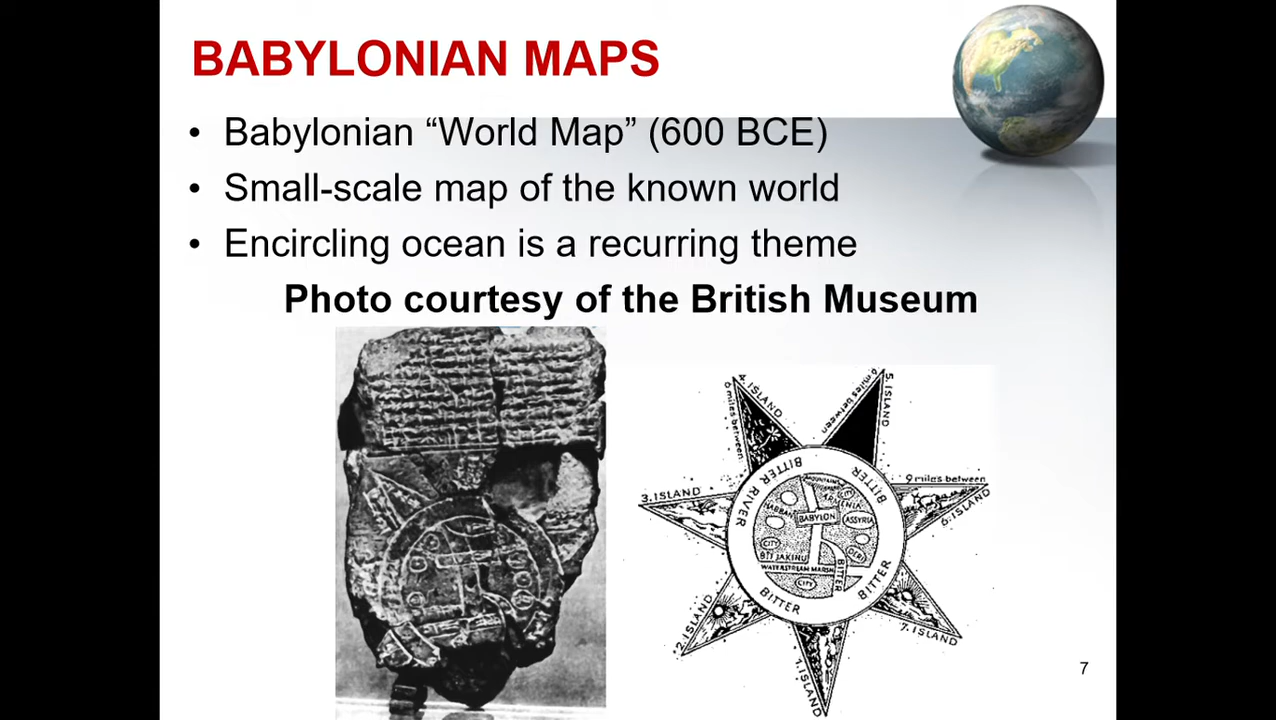 BABYLONIAN MAPS
• Babylonian “World Map” (600 BCE)
• Small-scale map of the known world
• Encircling ocean is a recurring theme
Photo courtesy of the British Museum
4. ISLAND
6 miles between
5. ISLAND
6 miles between
3. ISLAND
9 miles between
6. ISLAND
BITTER RIVER
BITTER
BITTER
BITTER
BITTER
ARMENIA
BABYLON
ASSYRIA
CITY
DERI
BIT JAKINU
WATERSTREAM MARSH
CITY
2. ISLAND
7. ISLAND
1. ISLAND
7